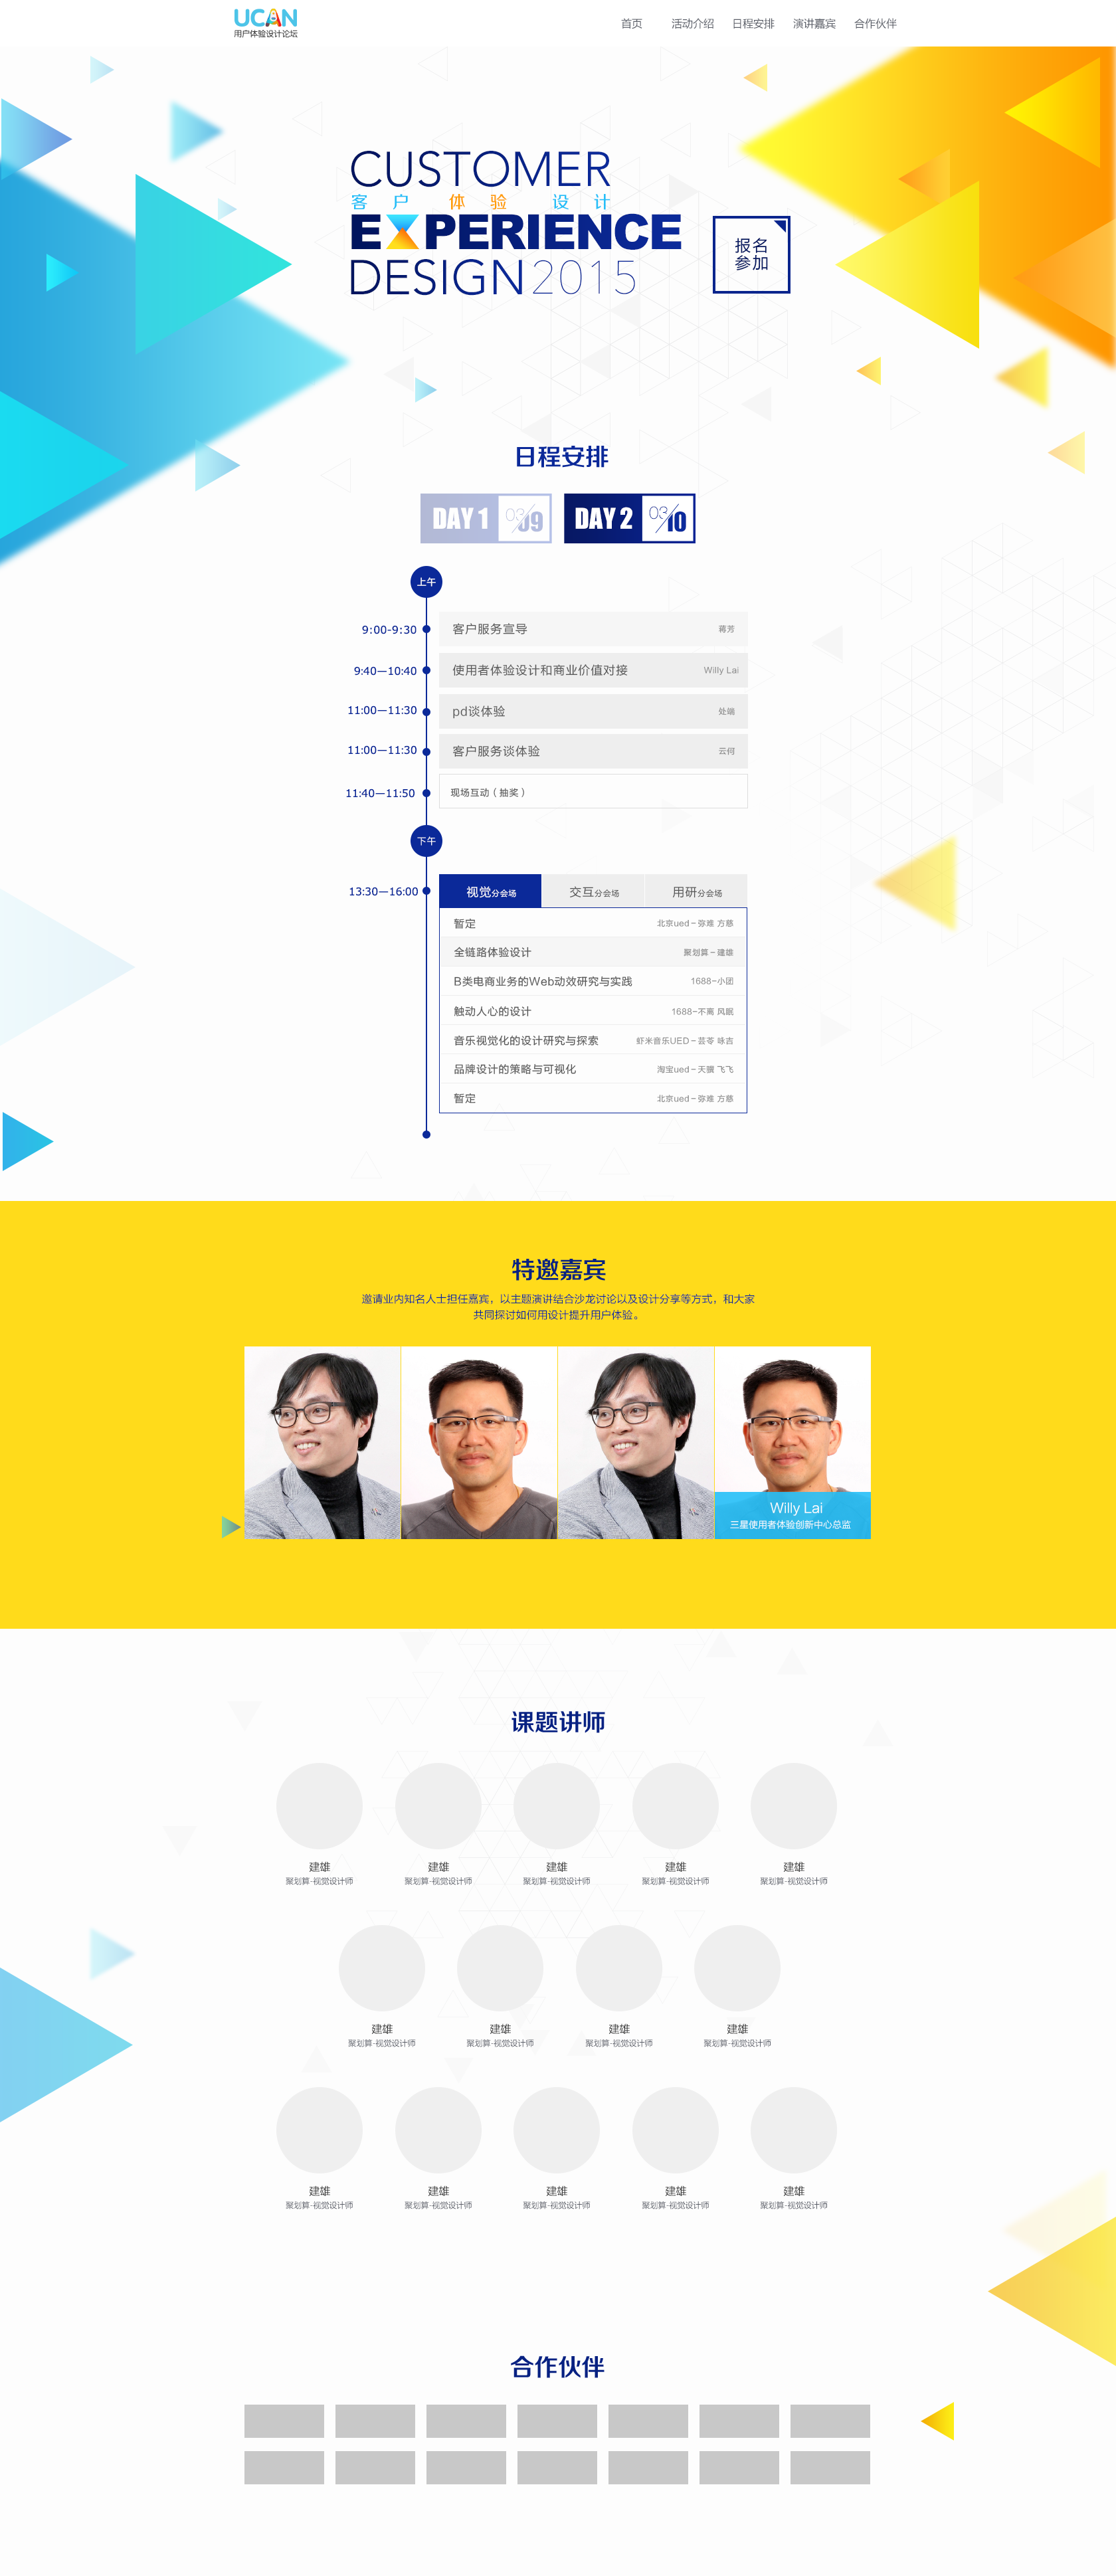 UCAN
用户体验设计论坛
首页 活动介绍 日程安排 演讲嘉宾 合作伙伴
CUSTOMER
客户体验设计
EXPERIENCE
DESIGN 2015
报名
参加
日程安排
DAY 1 03/09 DAY 2 03/10
上午
9:00-9:30 客户服务宣导 蒋芳
9:40—10:40 使用者体验设计和商业价值对接 Willy Lai
11:00—11:30 pd谈体验 处端
11:00—11:30 客户服务谈体验 云何
11:40—11:50 现场互动（抽奖）
下午
13:30—16:00 视觉分会场 交互分会场 用研分会场
暂定 北京ued－弥难 方慈
全链路体验设计 聚划算－建雄
B类电商业务的Web动效研究与实践 1688-小团
触动人心的设计 1688-不离 风眠
音乐视觉化的设计研究与探索 虾米音乐UED－芸苓 咏吉
品牌设计的策略与可视化 淘宝ued－天骥 飞飞
暂定 北京ued－弥难 方慈
特邀嘉宾
邀请业内知名人士担任嘉宾，以主题演讲结合沙龙讨论以及设计分享等方式，和大家
共同探讨如何用设计提升用户体验。
Willy Lai
三星使用者体验创新中心总监
课题讲师
建雄 建雄 建雄 建雄 建雄
聚划算-视觉设计师 聚划算-视觉设计师 聚划算-视觉设计师 聚划算-视觉设计师 聚划算-视觉设计师
建雄 建雄 建雄 建雄
聚划算-视觉设计师 聚划算-视觉设计师 聚划算-视觉设计师 聚划算-视觉设计师
建雄 建雄 建雄 建雄 建雄
聚划算-视觉设计师 聚划算-视觉设计师 聚划算-视觉设计师 聚划算-视觉设计师 聚划算-视觉设计师
合作伙伴